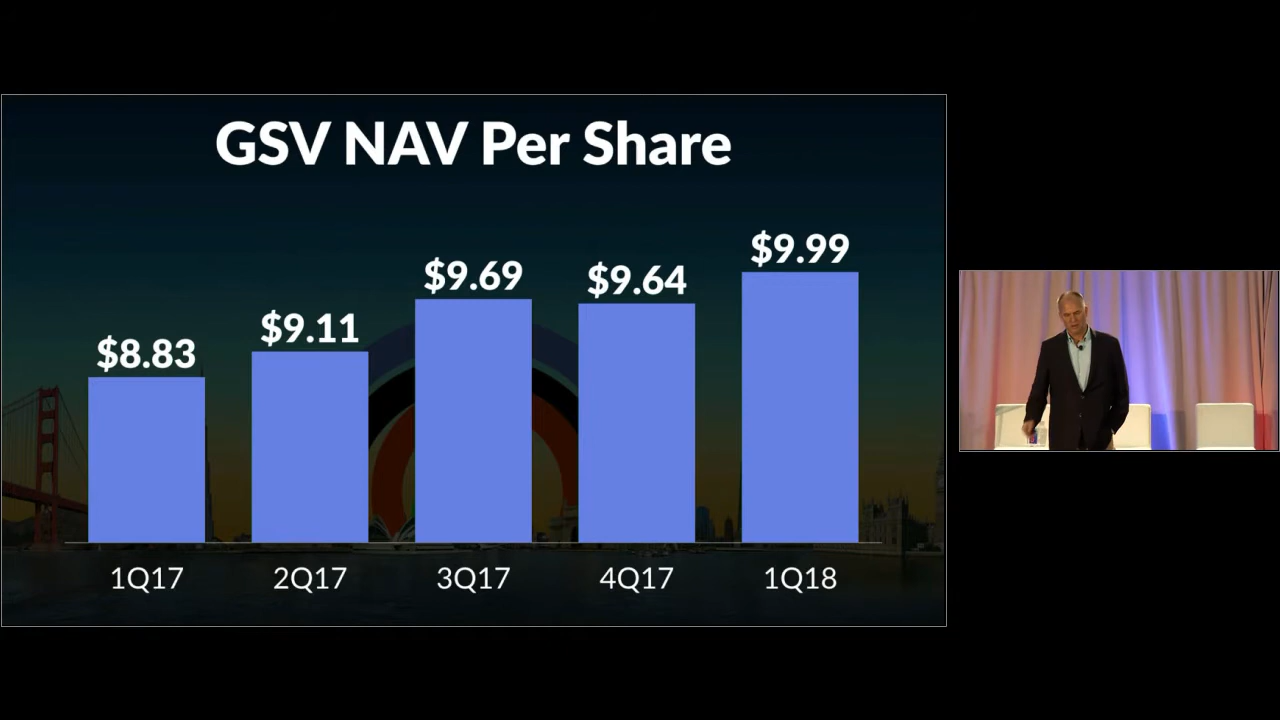 GSV NAV Per Share
$8.83
$9.11
$9.69
$9.64
$9.99
1Q17
2Q17
3Q17
4Q17
1Q18